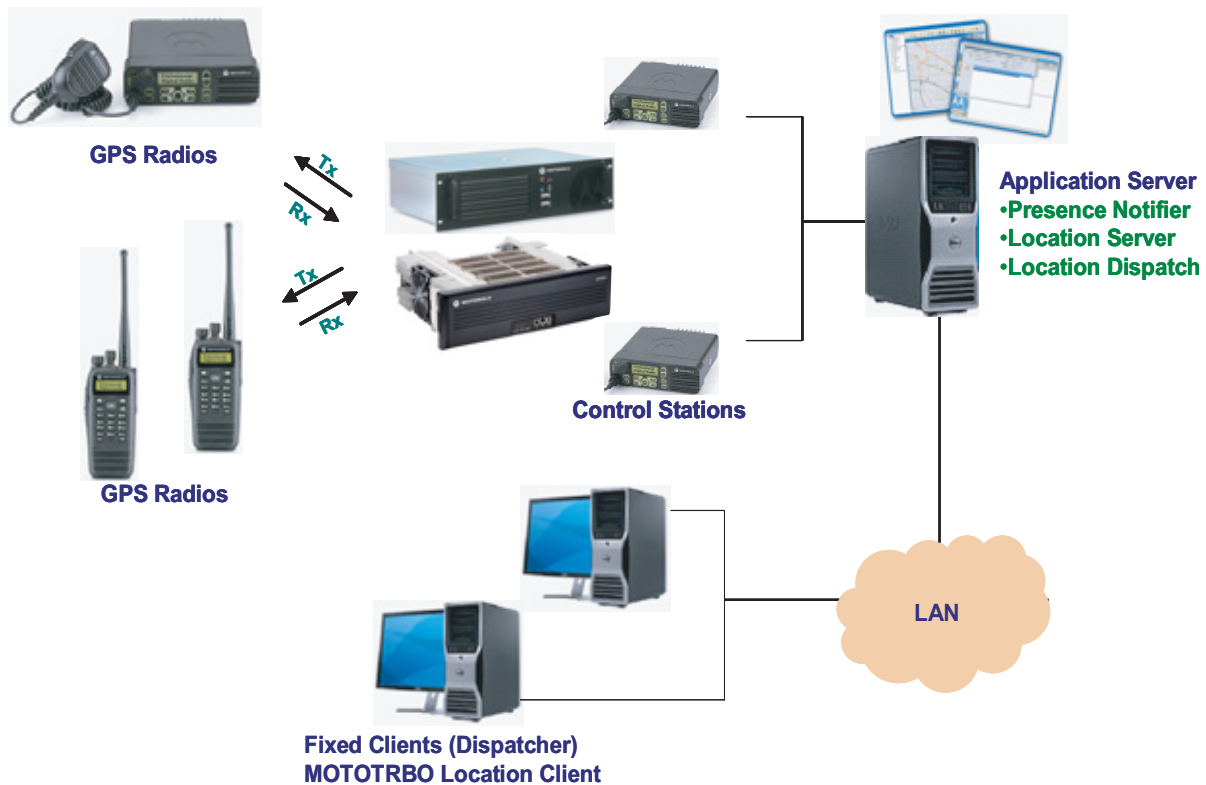 GPS Radios
Tx
Rx
Tx
Rx
GPS Radios
Control Stations
Application Server
•Presence Notifier
•Location Server
•Location Dispatch
LAN
Fixed Clients (Dispatcher)
MOTOTRBO Location Client